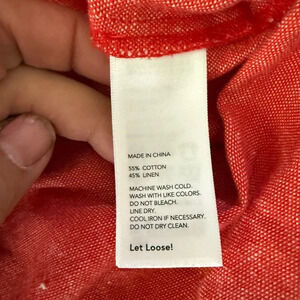 MADE IN CHINA
55% COTTON
45% LINEN
MACHINE WASH COLD.
WASH WITH LIKE COLORS.
DO NOT BLEACH.
LINE DRY.
COOL IRON IF NECESSARY.
DO NOT DRY CLEAN.
Let Loose!